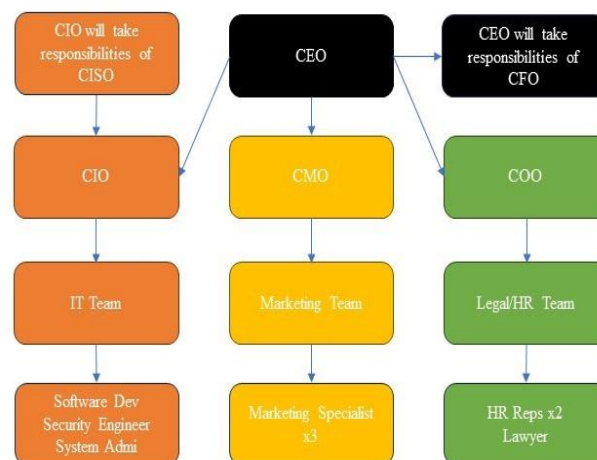 CIO will take
responsibilities of
CISO
CEO
CEO will take
responsibilities of
CFO
CIO
CMO
COO
IT Team
Marketing Team
Legal/HR Team
Software Dev
Security Engineer
System Admi
Marketing Specialist
x3
HR Reps x2
Lawyer